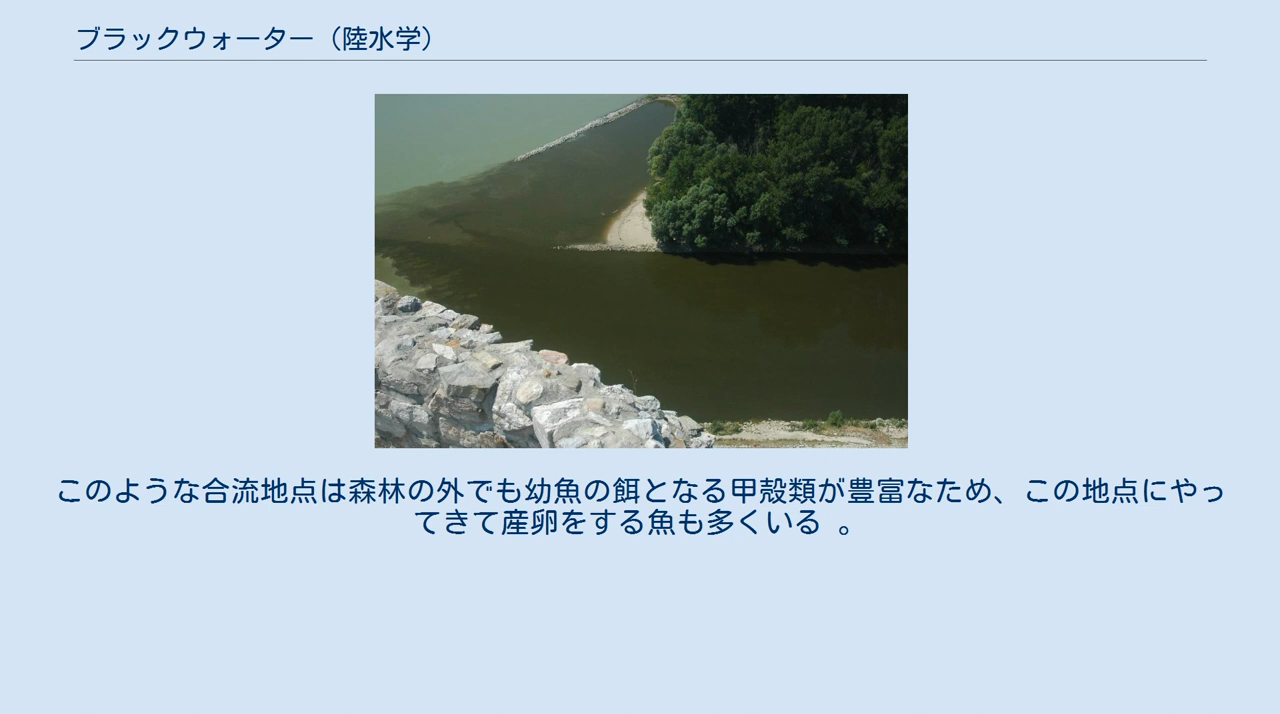 ブラックウォーター（陸水学）
このような合流地点は森林の外でも幼魚の餌となる甲殻類が豊富なため、この地点にやっ
てきて産卵をする魚も多くいる 。